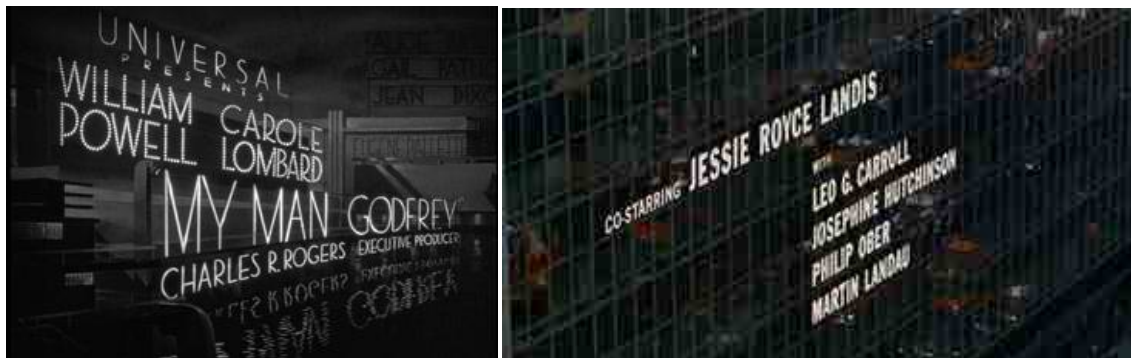 UNIVERSAL
PRESENTS
WILLIAM POWELL
CAROLE LOMBARD
"MY MAN GODFREY"
CHARLES R. ROGERS EXECUTIVE PRODUCER
CO-STARRING JESSIE ROYCE LANDIS
WITH
LEO G. CARROLL
JOSEPHINE HUTCHINSON
PHILIP OBER
MARTIN LANDAU